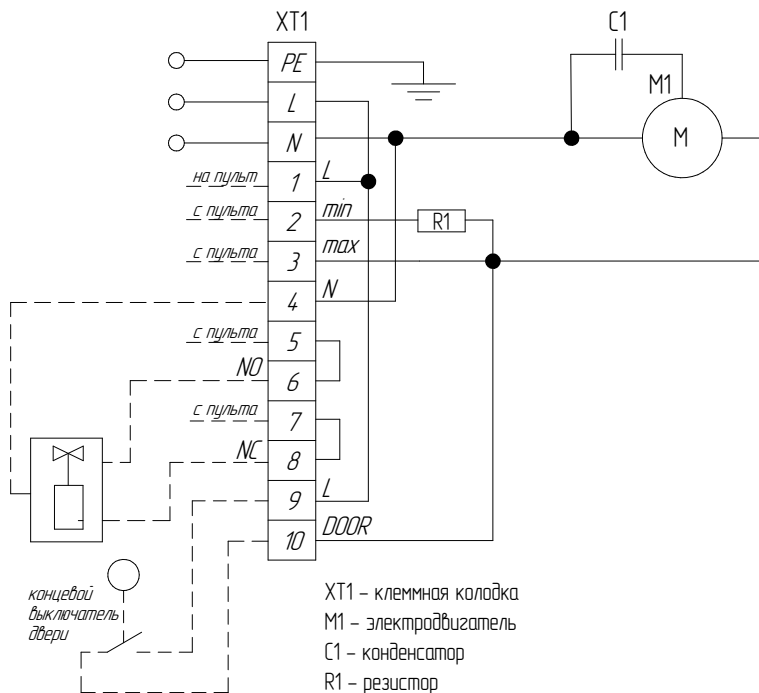 XT1
C1
PE
M1
L
N
M
на пульт
1
L
с пульта
2
min
R1
с пульта
3
max
4
N
с пульта
5
NO
6
с пульта
7
NC
8
9
L
10
DOOR
концевой
выключатель
двери
XT1 – клеммная колодка
M1 – электродвигатель
C1 – конденсатор
R1 – резистор